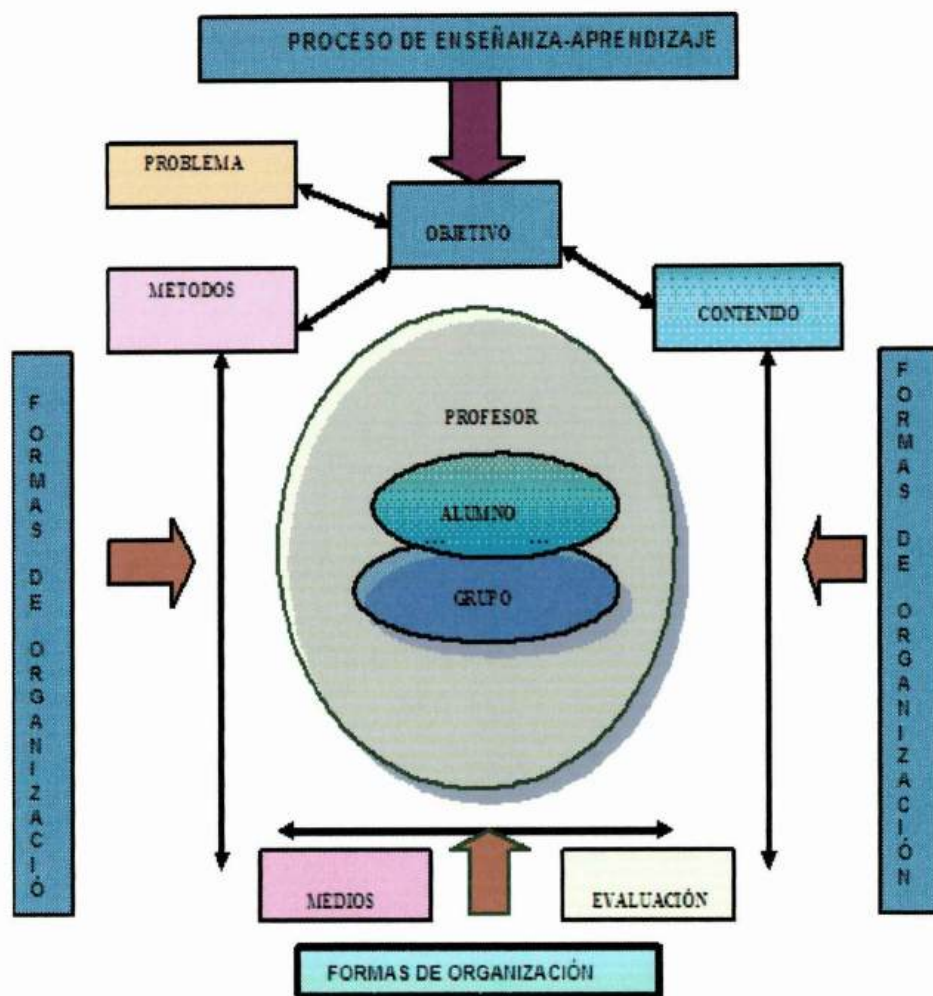 PROCESO DE ENSEÑANZA-APRENDIZAJE
PROBLEMA
OBJETIVO
METODOS
CONTENIDO
FORMAS DE ORGANIZACIÓ
FORMAS DE ORGANIZACIÓN
PROFESOR
ALUMNO
... ...
GRUPO
MEDIOS
EVALUACIÓN
FORMAS DE ORGANIZACIÓN